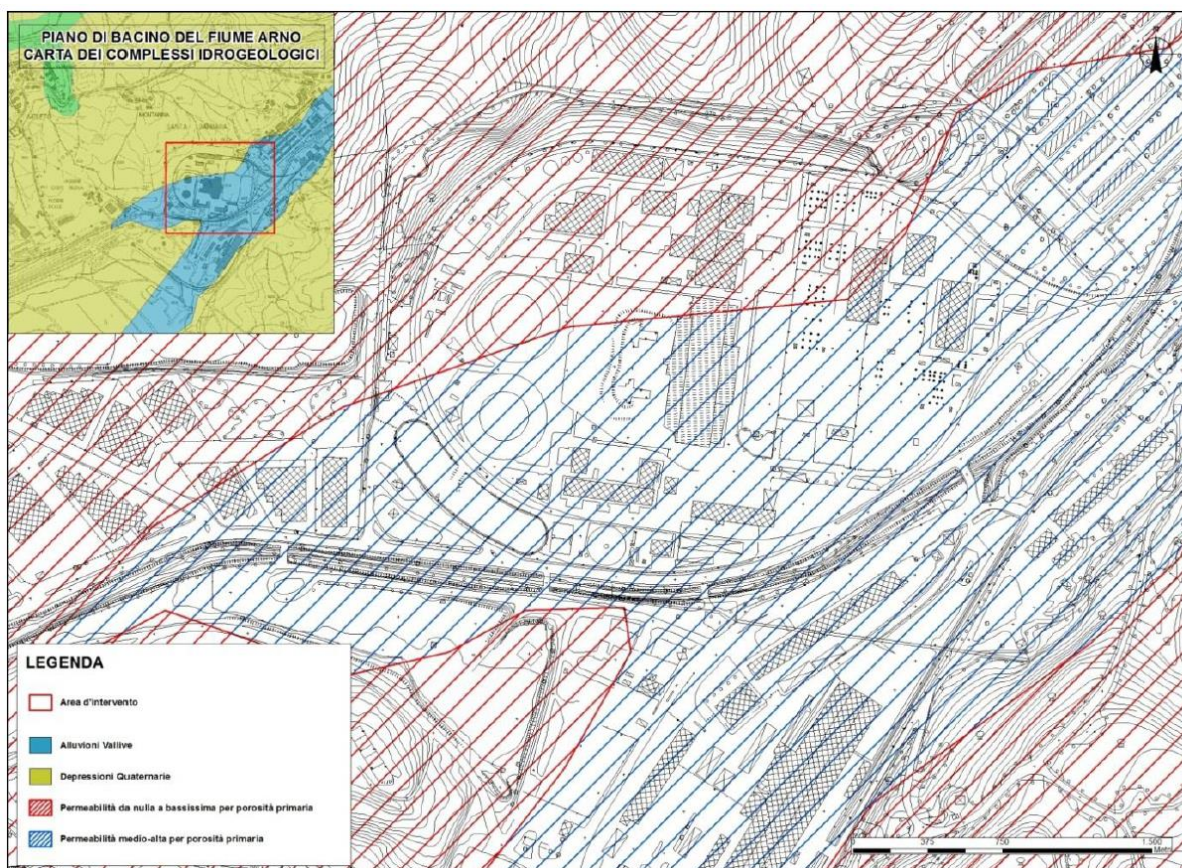 PIANO DI BACINO DEL FIUME ARNO
CARTA DEI COMPLESSI IDROGEOLOGICI
LEGENDA
Area d'intervento
Alluvioni Vallive
Depressioni Quaternarie
Permeabilità da nulla a bassissima per porosità primaria
Permeabilità medio-alta per porosità primaria
0 375 750 1.500
Metri